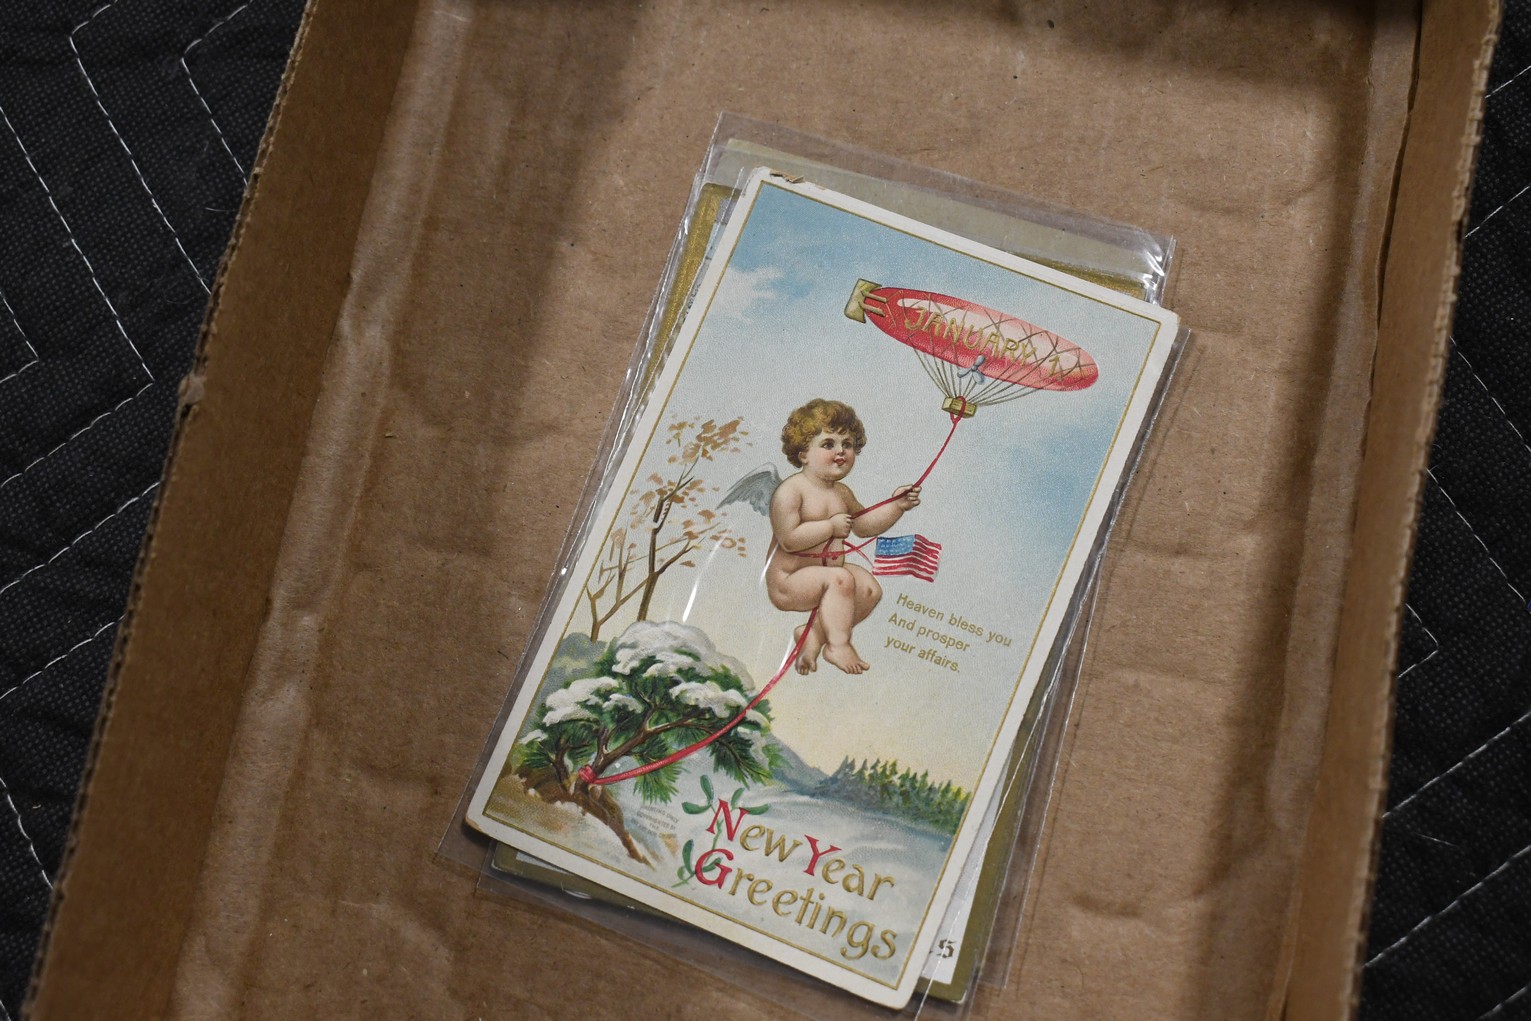 JANUARY 1
Heaven bless you
And prosper
your affairs.
New Year
Greetings